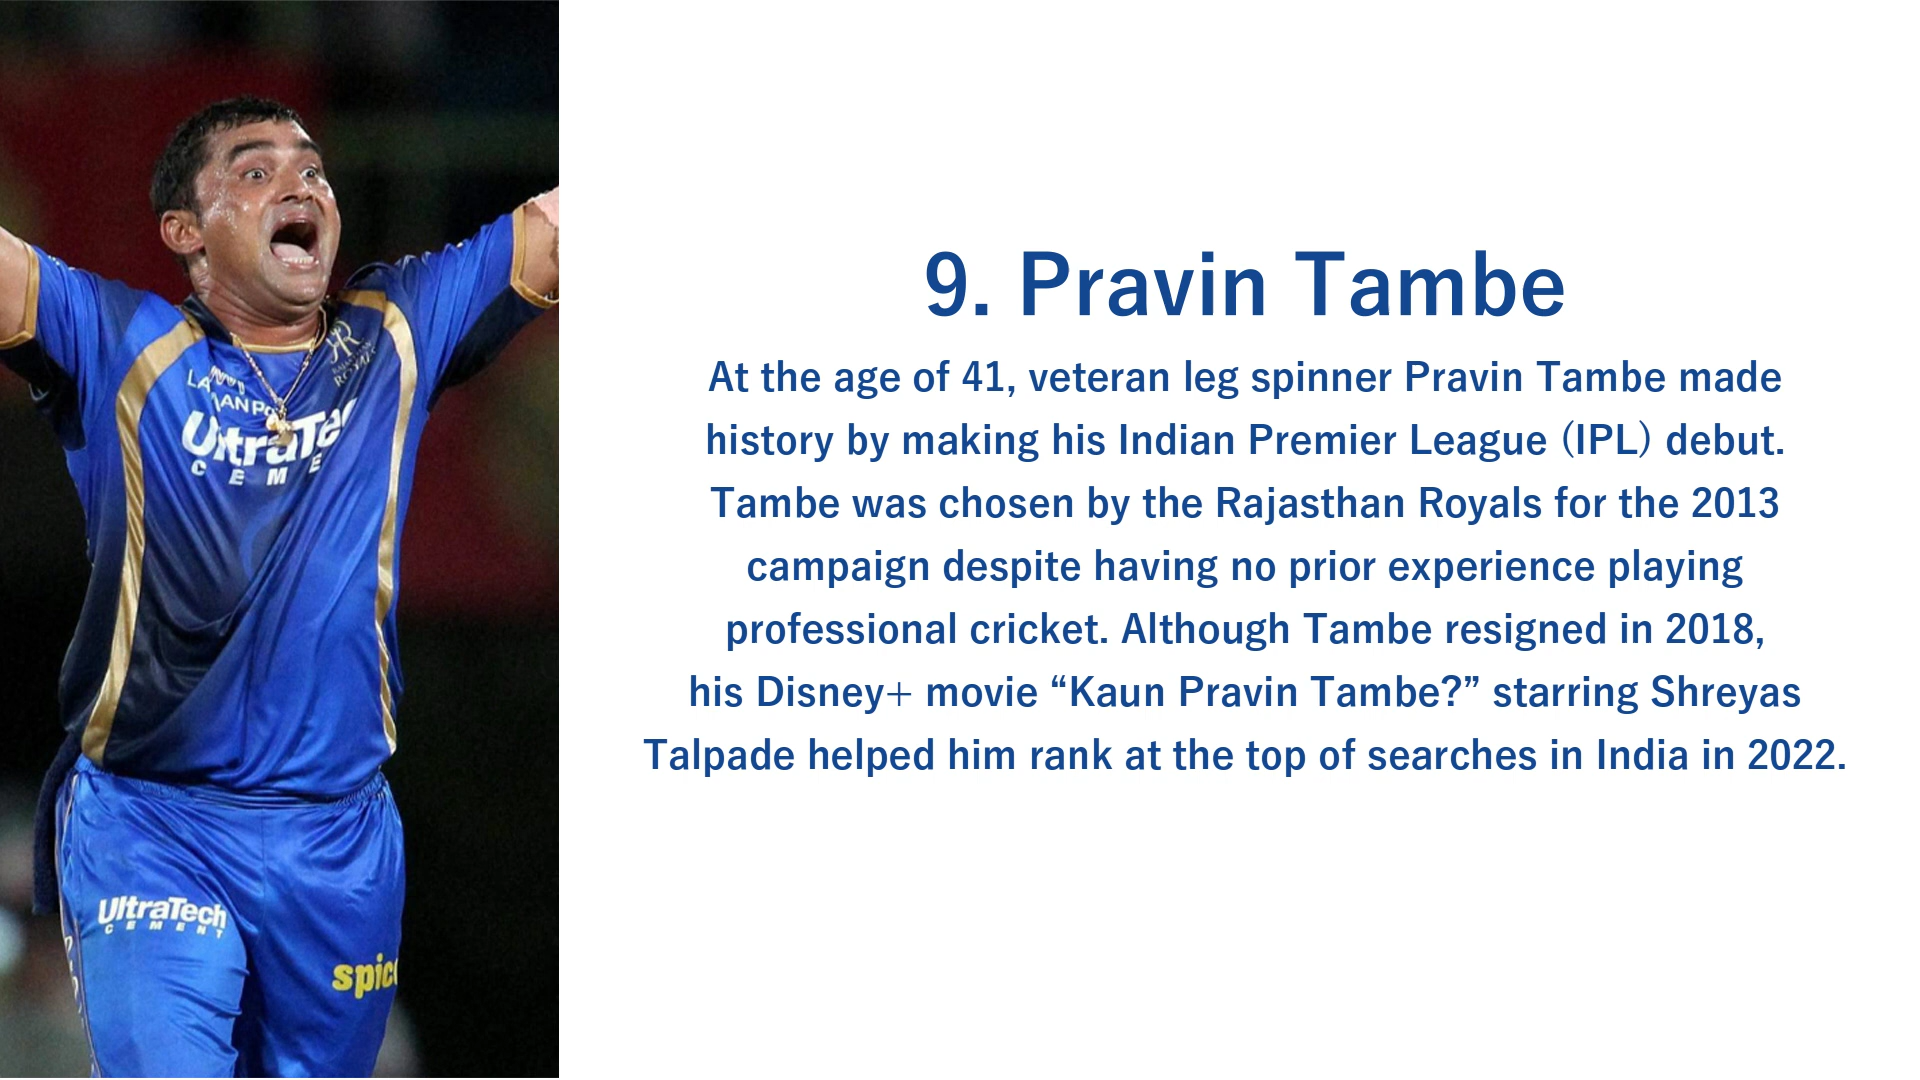 9. Pravin Tambe
At the age of 41, veteran leg spinner Pravin Tambe made
history by making his Indian Premier League (IPL) debut.
Tambe was chosen by the Rajasthan Royals for the 2013
campaign despite having no prior experience playing
professional cricket. Although Tambe resigned in 2018,
his Disney+ movie “Kaun Pravin Tambe?” starring Shreyas
Talpade helped him rank at the top of searches in India in 2022.
UltraTec
CEME
UltraTech
CEMENT
spic